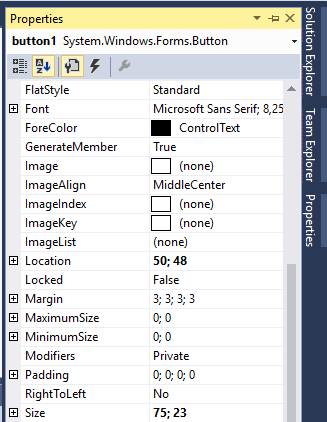 Properties
button1 System.Windows.Forms.Button
FlatStyle Standard
Font Microsoft Sans Serif; 8,25
ForeColor ControlText
GenerateMember True
Image (none)
ImageAlign MiddleCenter
ImageIndex (none)
ImageKey (none)
ImageList (none)
Location 50; 48
Locked False
Margin 3; 3; 3; 3
MaximumSize 0; 0
MinimumSize 0; 0
Modifiers Private
Padding 0; 0; 0; 0
RightToLeft No
Size 75; 23
Solution Explorer
Team Explorer
Properties